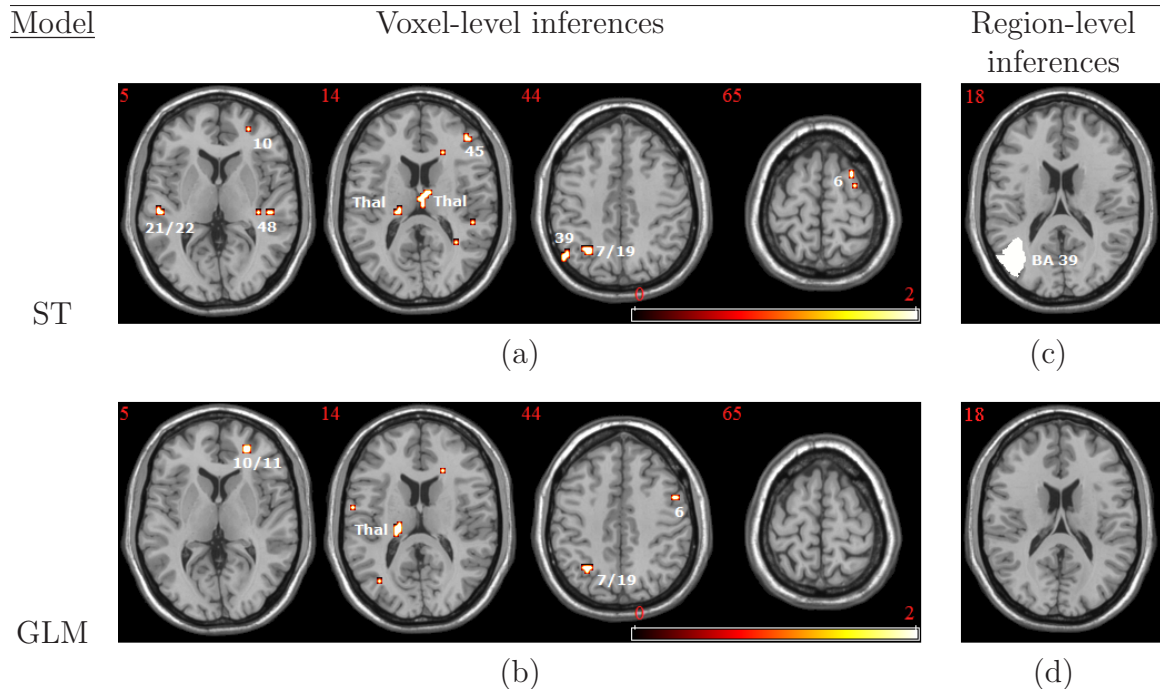 Model Voxel-level inferences Region-level
inferences
5 14 44 65 18
10 45 6
Thal Thal
21/22 48 39 7/19 BA 39
0 2
ST
(a) (c)
5 14 44 65 18
10/11
Thal 6
7/19
0 2
GLM
(b) (d)